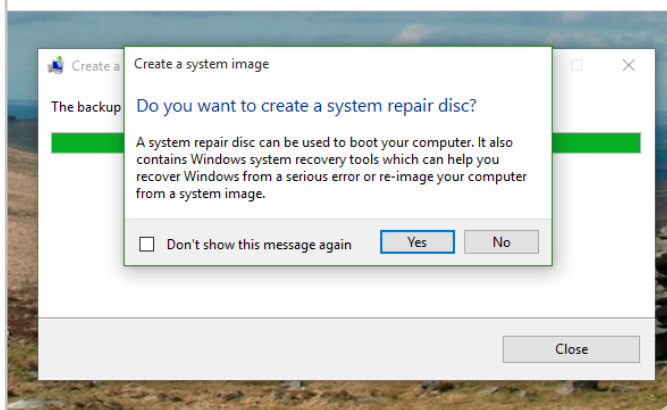 Create a
Create a system image
The backup
Do you want to create a system repair disc?
A system repair disc can be used to boot your computer. It also
contains Windows system recovery tools which can help you
recover Windows from a serious error or re-image your computer
from a system image.
Don't show this message again
Yes
No
Close